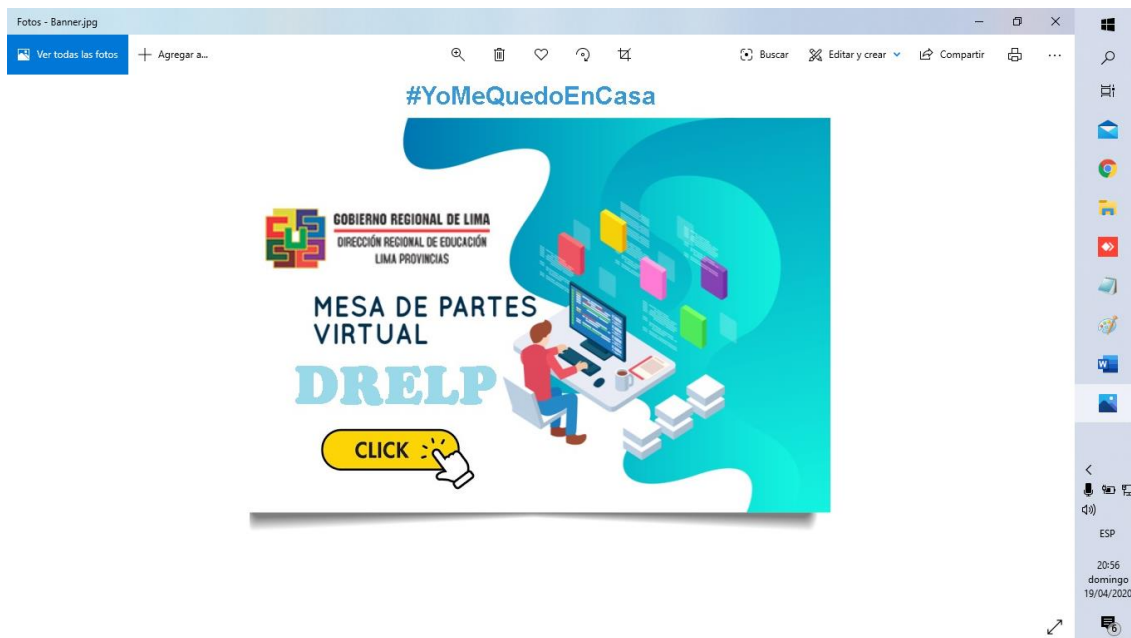 Fotos - Banner.jpg
Ver todas las fotos
Agregar a...
Buscar
Editar y crear
Compartir
#YoMeQuedoEnCasa
GOBIERNO REGIONAL DE LIMA
DIRECCIÓN REGIONAL DE EDUCACIÓN
LIMA PROVINCIAS
MESA DE PARTES
VIRTUAL
DRELP
CLICK
ESP
20:56
domingo
19/04/2020
6